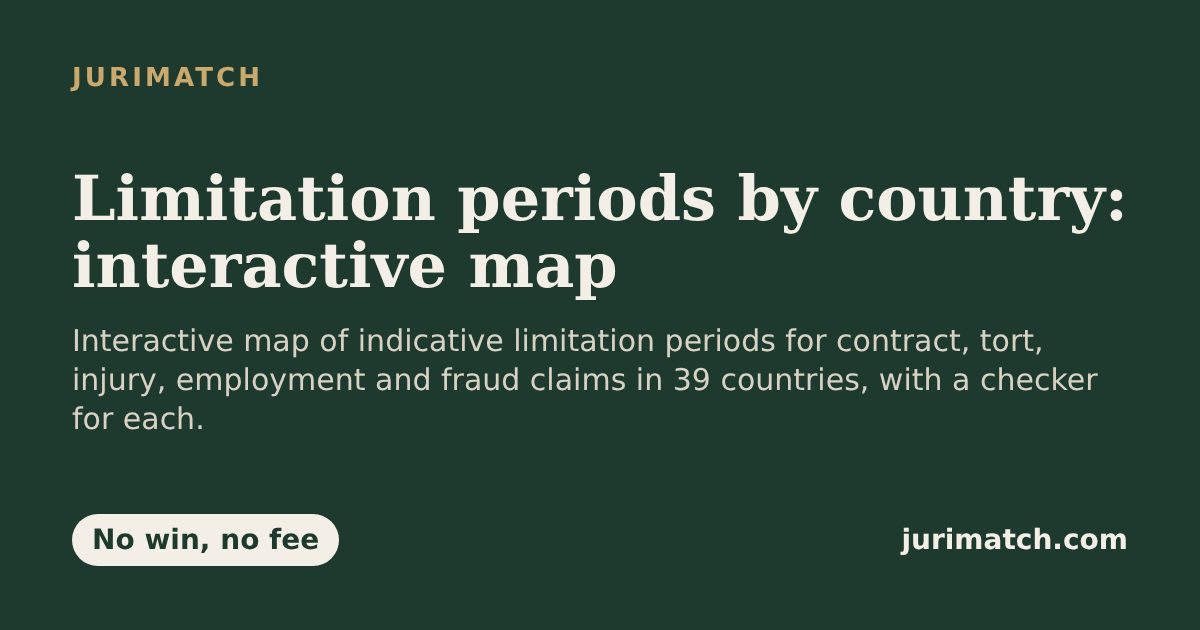 JURIMATCH
Limitation periods by country:
interactive map
Interactive map of indicative limitation periods for contract, tort,
injury, employment and fraud claims in 39 countries, with a checker
for each.
No win, no fee
jurimatch.com